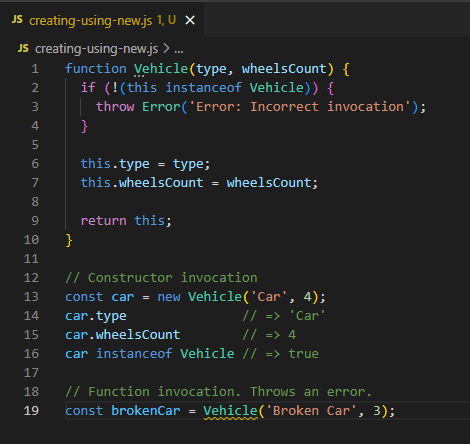 JS creating-using-new.js 1, U ×
JS creating-using-new.js > ...
1 function Vehicle(type, wheelsCount) {
2   if (!(this instanceof Vehicle)) {
3     throw Error('Error: Incorrect invocation');
4   }
5
6   this.type = type;
7   this.wheelsCount = wheelsCount;
8
9   return this;
10 }
11
12 // Constructor invocation
13 const car = new Vehicle('Car', 4);
14 car.type               // => 'Car'
15 car.wheelsCount        // => 4
16 car instanceof Vehicle // => true
17
18 // Function invocation. Throws an error.
19 const brokenCar = Vehicle('Broken Car', 3);